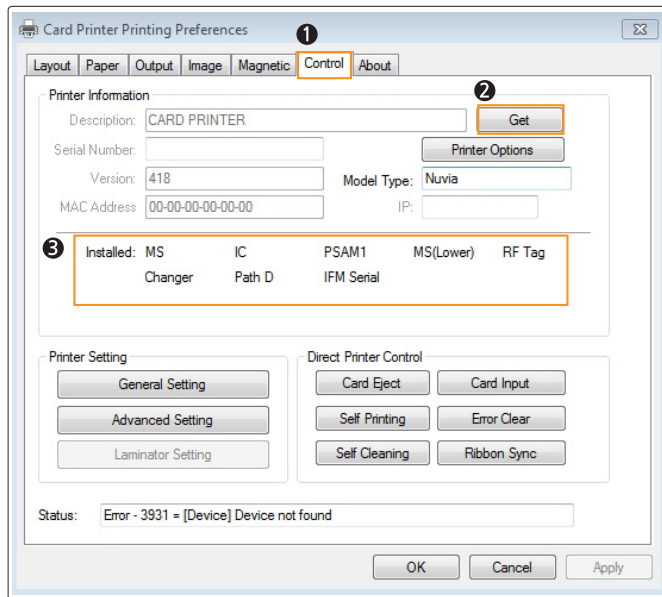 Card Printer Printing Preferences
❶
Layout Paper Output Image Magnetic Control About
Printer Information
❷
Description: CARD PRINTER Get
Serial Number: Printer Options
Version: 418 Model Type: Nuvia
MAC Address 00-00-00-00-00-00 IP:
❸ Installed: MS IC PSAM1 MS(Lower) RF Tag
Changer Path D IFM Serial
Printer Setting Direct Printer Control
General Setting Card Eject Card Input
Advanced Setting Self Printing Error Clear
Laminator Setting Self Cleaning Ribbon Sync
Status: Error - 3931 = [Device] Device not found
OK Cancel Apply